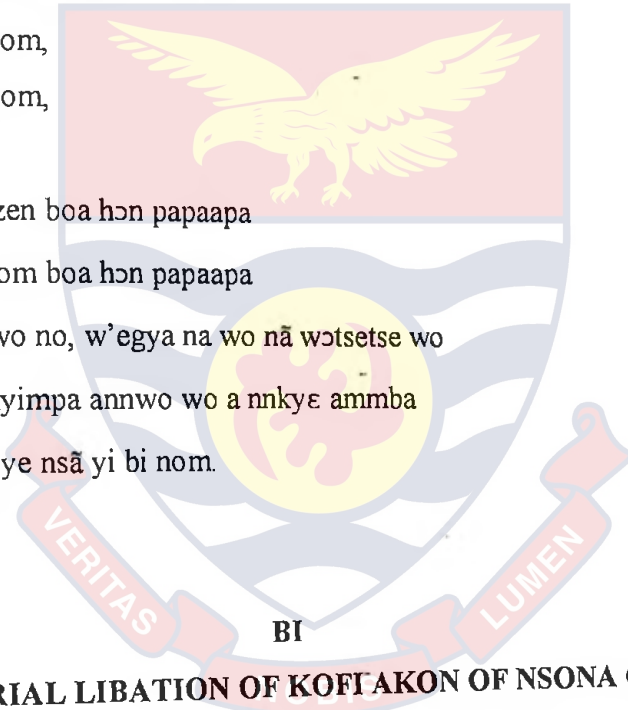 om,
om,
zen boa hɔn papaapa
om boa hɔn papaapa
wo no, w'egya na wo nã wɔtsetse wo
yimpa annwo wo a nnkyɛ ammba
ye nsã yi bi nom.
VERITAS
LUMEN
BI
RIAL LIBATION OF KOFI AKON OF NSONA